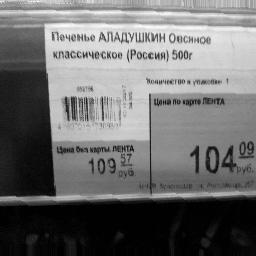 Печенье АЛАДУШКИН Овсяное
классическое (Россия) 500г
Количество в упаковке 1
Цена по карте ЛЕНТА
Цена без карты ЛЕНТА
109 57 руб.
104 09 руб.